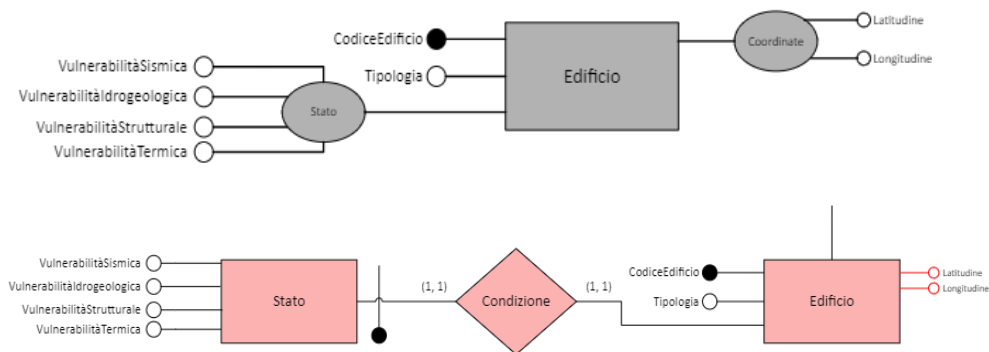 CodiceEdificio
Tipologia
Edificio
Coordinate
Latitudine
Longitudine
VulnerabilitàSismica
VulnerabilitàIdrogeologica
VulnerabilitàStrutturale
VulnerabilitàTermica
Stato
VulnerabilitàSismica
VulnerabilitàIdrogeologica
VulnerabilitàStrutturale
VulnerabilitàTermica
Stato
(1, 1)
Condizione
(1, 1)
CodiceEdificio
Tipologia
Edificio
Latitudine
Longitudine